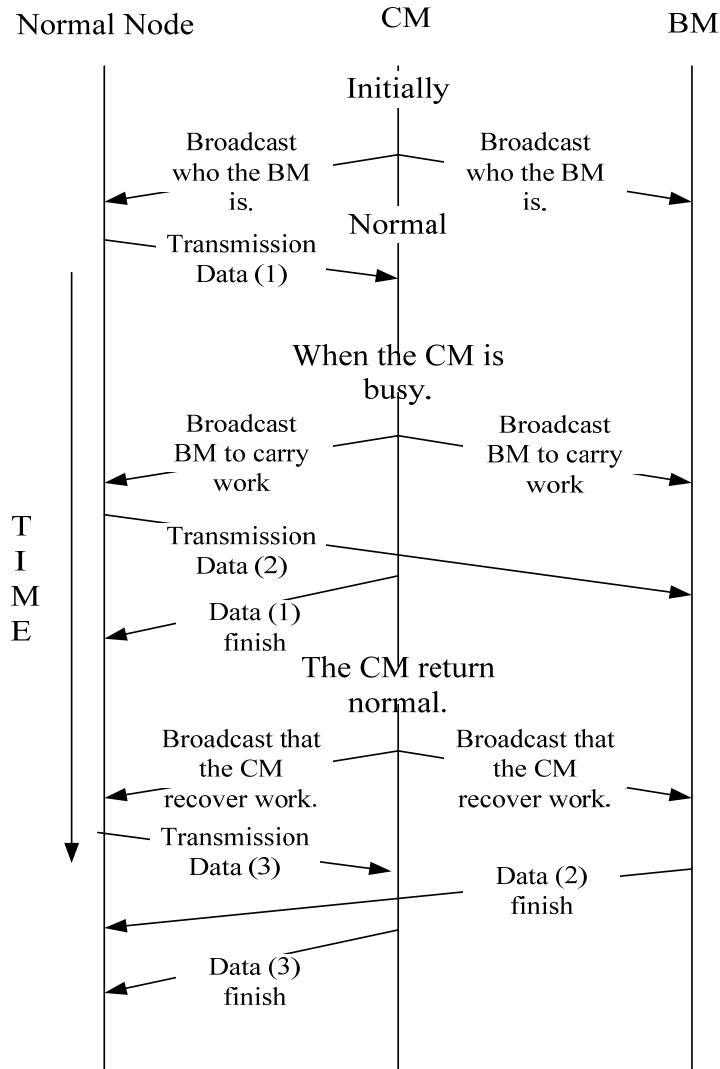 Normal Node
CM
BM
Initially
Broadcast
who the BM
is.
Broadcast
who the BM
is.
Normal
Transmission
Data (1)
When the CM is
busy.
Broadcast
BM to carry
work
Broadcast
BM to carry
work
T
I
M
E
Transmission
Data (2)
Data (1)
finish
The CM return
normal.
Broadcast that
the CM
recover work.
Broadcast that
the CM
recover work.
Transmission
Data (3)
Data (2)
finish
Data (3)
finish